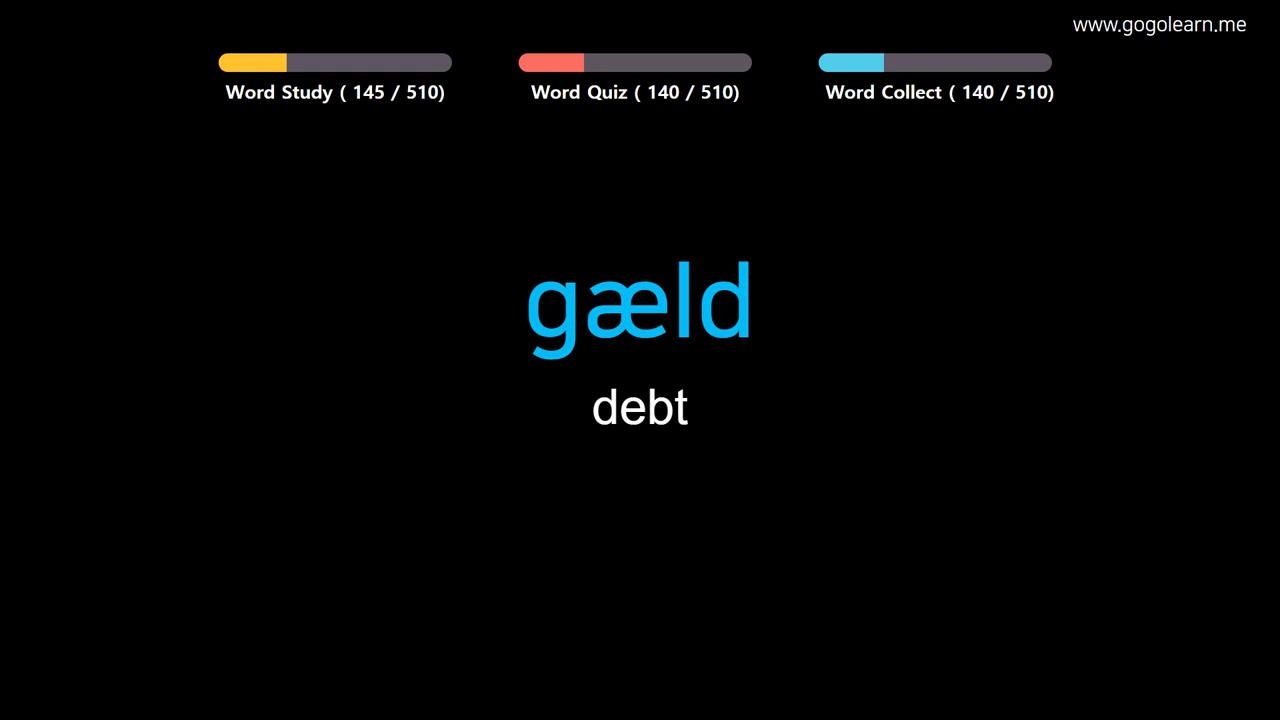 www.gogolearn.me
Word Study ( 145 / 510)
Word Quiz ( 140 / 510)
Word Collect ( 140 / 510)
gæld
debt